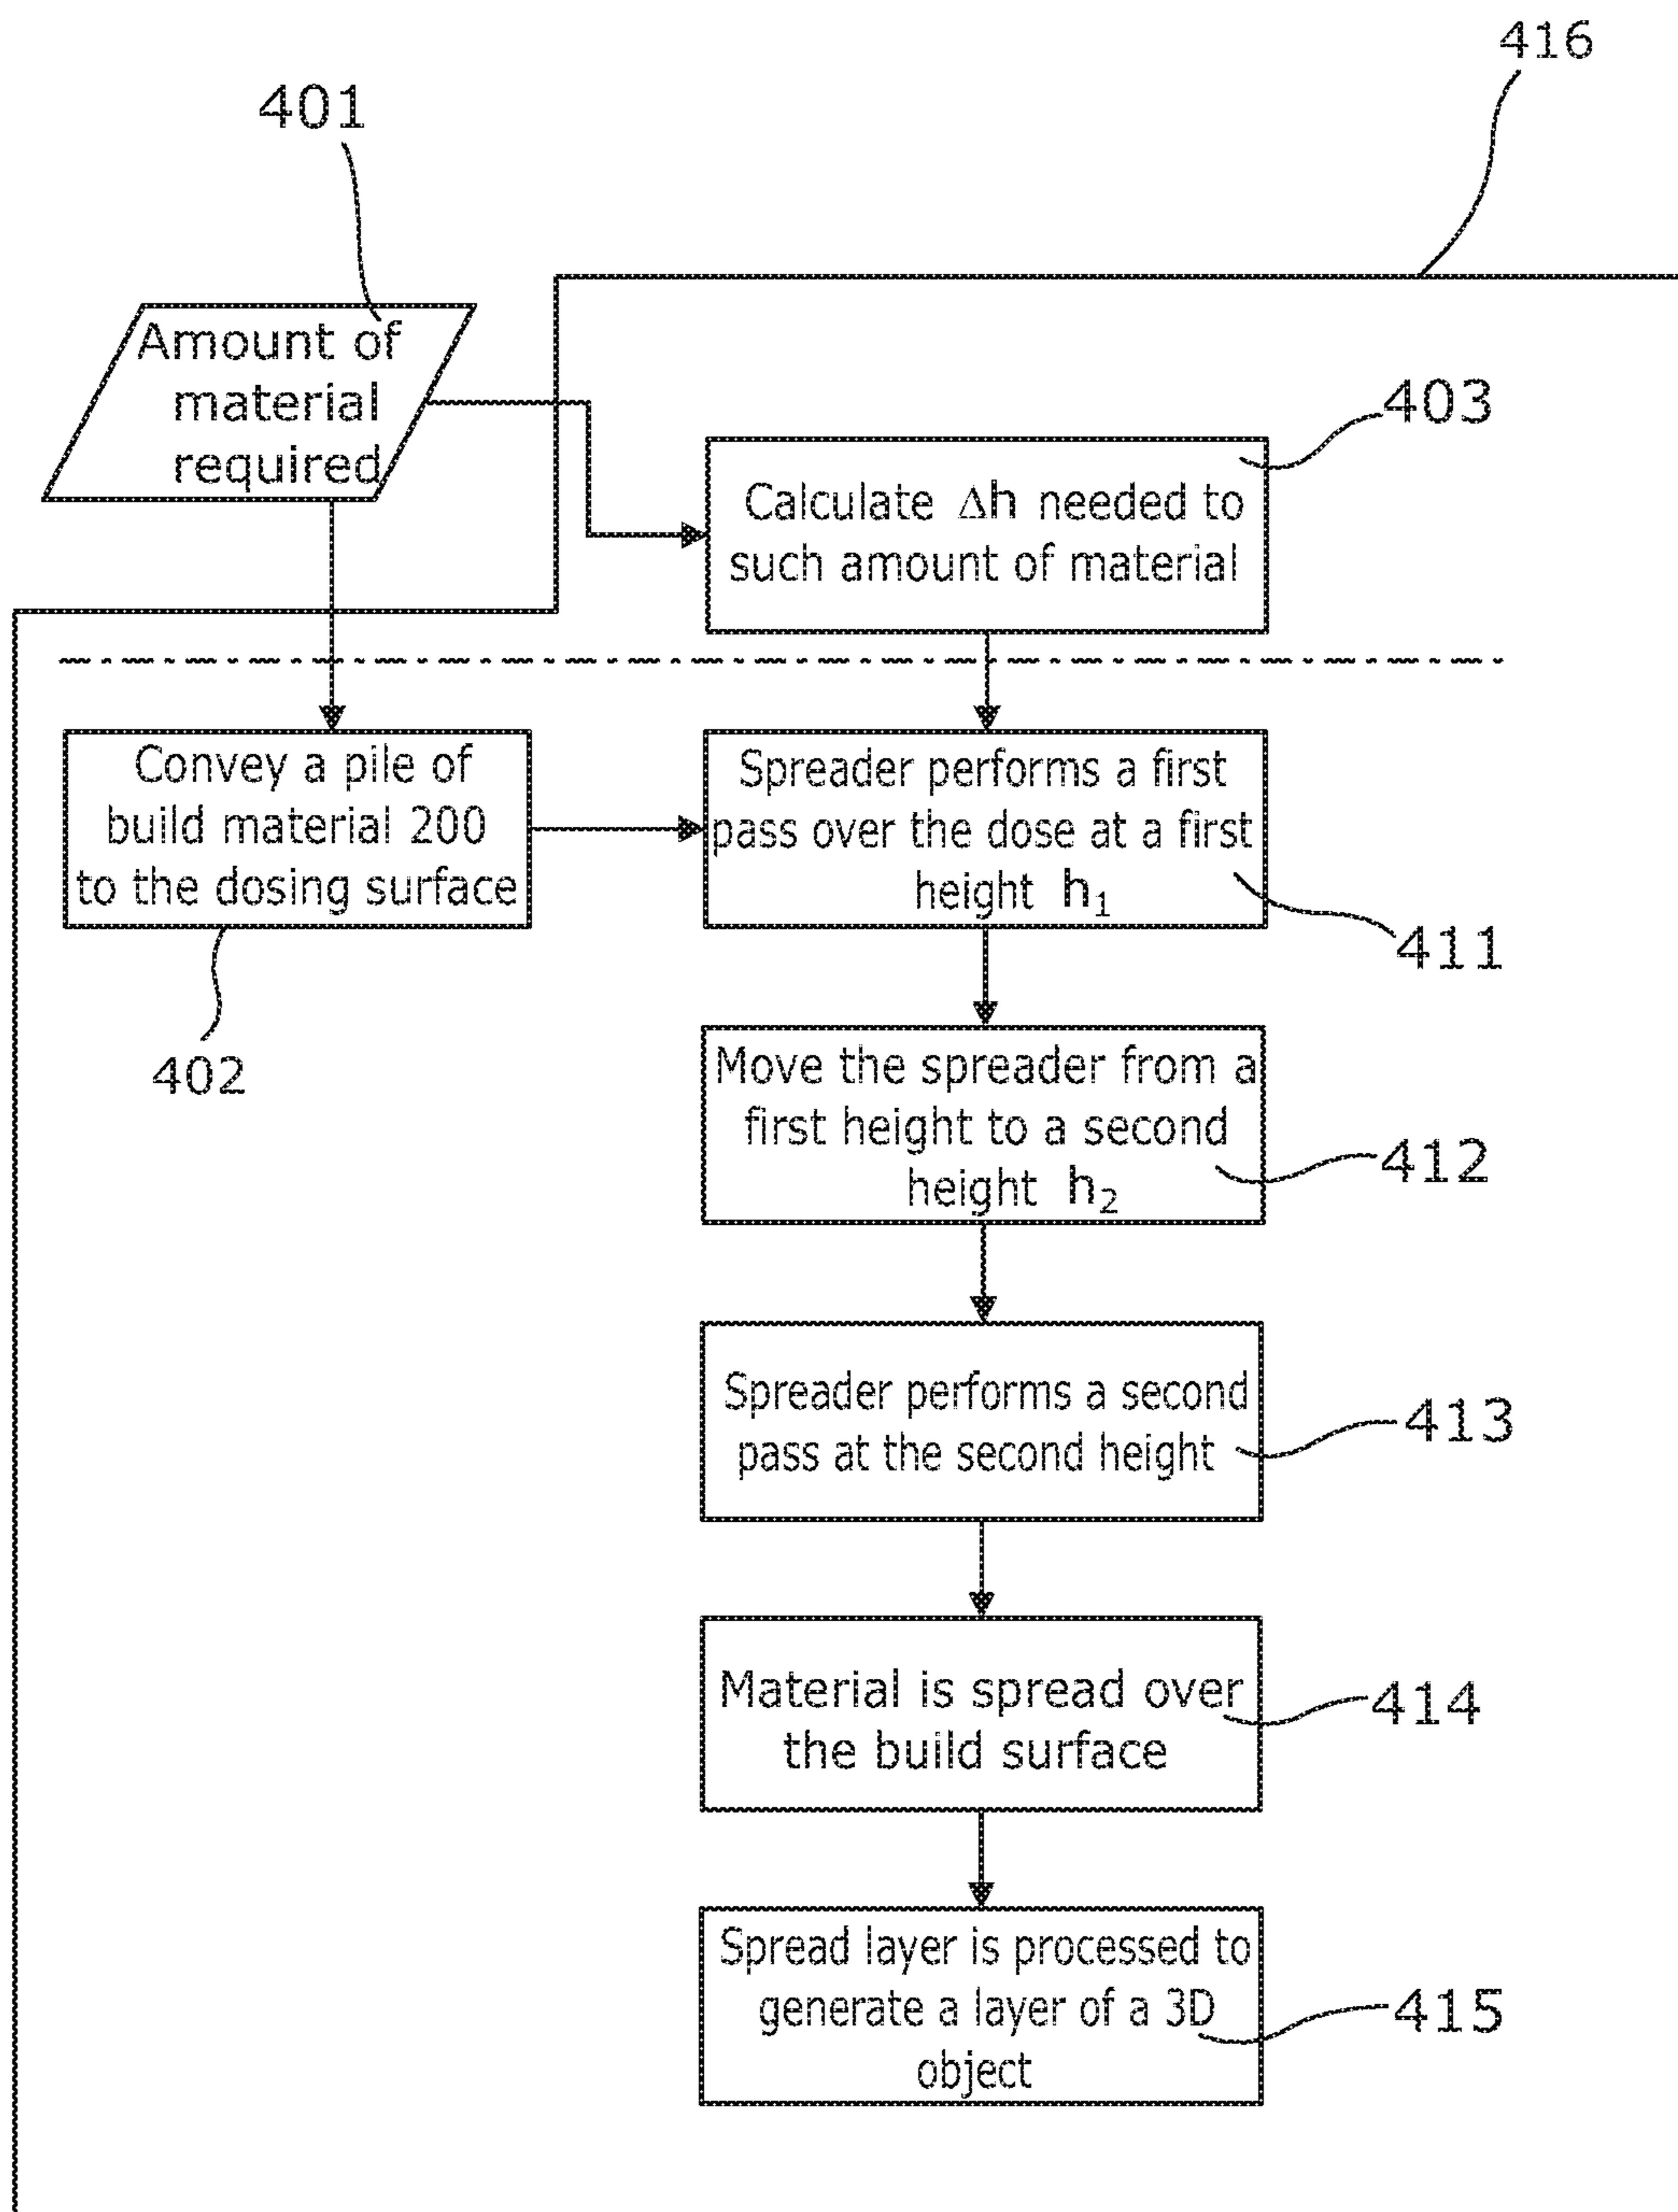 416
401
Amount of
material
required
403
Calculate Δh needed to
such amount of material
Convey a pile of
build material 200
to the dosing surface
402
Spreader performs a first
pass over the dose at a first
height h₁
411
Move the spreader from a
first height to a second
height h₂
412
Spreader performs a second
pass at the second height
413
Material is spread over
the build surface
414
Spread layer is processed to
generate a layer of a 3D
object
415